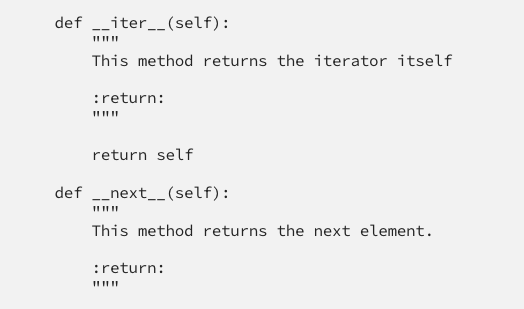 def __iter__(self):
"""
This method returns the iterator itself
:return:
"""
return self
def __next__(self):
"""
This method returns the next element.
:return:
"""